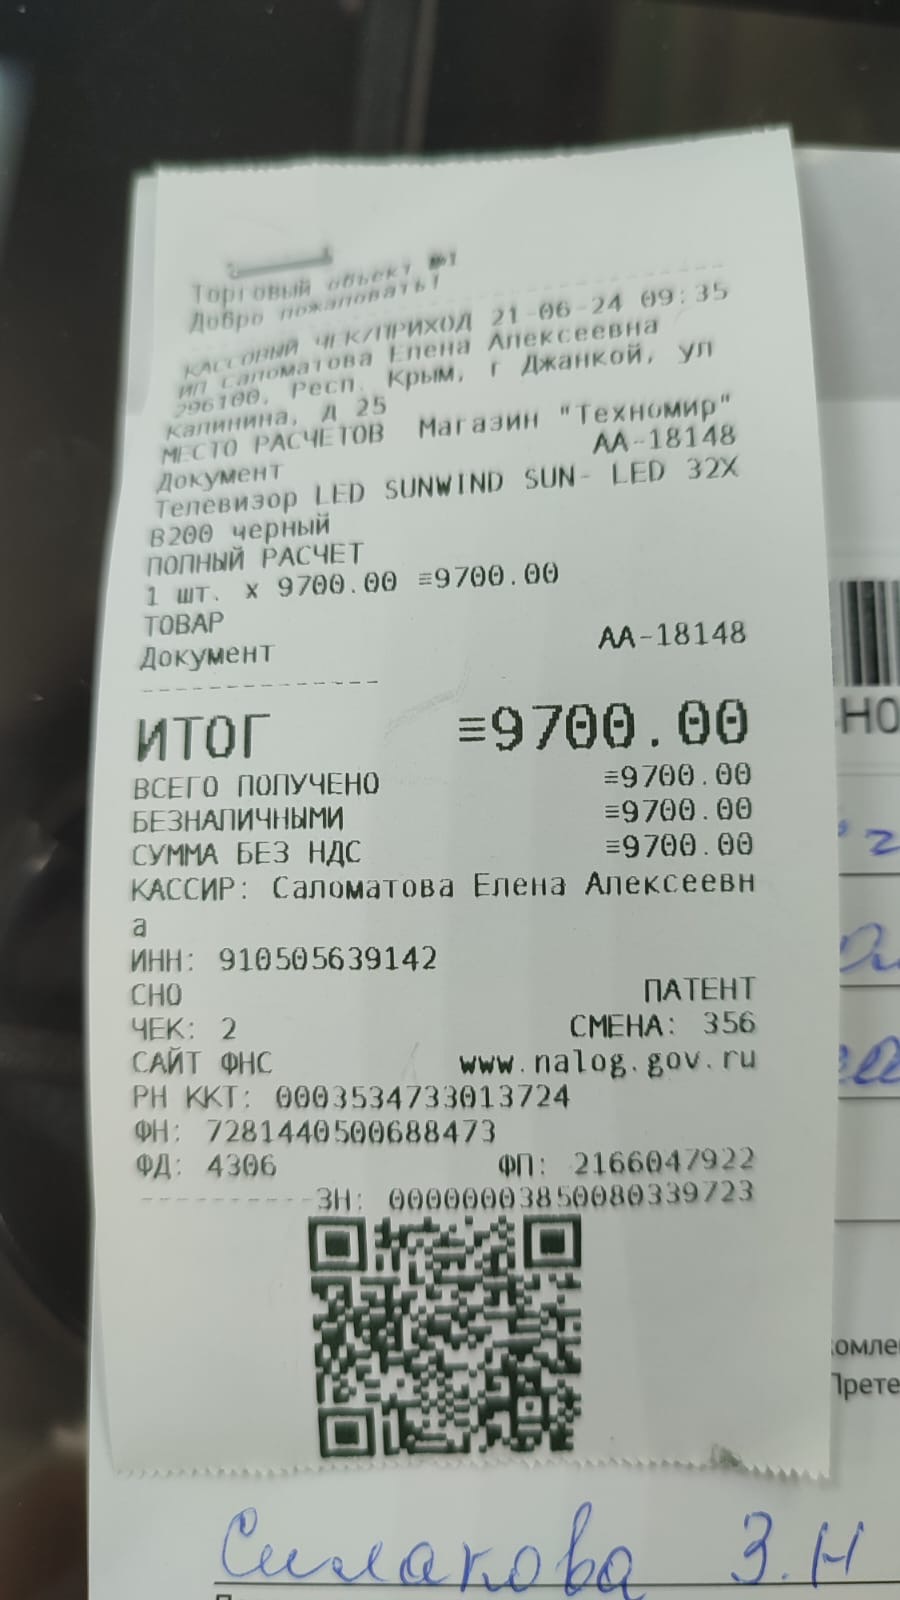 Торговый объект №1
Добро пожаловать!
КАССОВЫЙ ЧЕК/ПРИХОД 21-06-24 09:35
ИП Саломатова Елена Алексеевна
296100, Респ. Крым, г Джанкой, ул
Калинина, д 25
МЕСТО РАСЧЕТОВ Магазин "Техномир"
Документ АА-18148
Телевизор LED SUNWIND SUN- LED 32X
B200 черный
ПОЛНЫЙ РАСЧЕТ
1 шт. x 9700.00 ≡9700.00
ТОВАР
Документ АА-18148
ИТОГ ≡9700.00
ВСЕГО ПОЛУЧЕНО ≡9700.00
БЕЗНАЛИЧНЫМИ ≡9700.00
СУММА БЕЗ НДС ≡9700.00
КАССИР: Саломатова Елена Алексеевн
а
ИНН: 910505639142
СНО ПАТЕНТ
ЧЕК: 2 СМЕНА: 356
САЙТ ФНС www.nalog.gov.ru
РН ККТ: 0003534733013724
ФН: 7281440500688473
ФД: 4306 ФП: 2166047922
ЗН: 00000003850080339723
НО
омле
Прете
Силакова З.Н